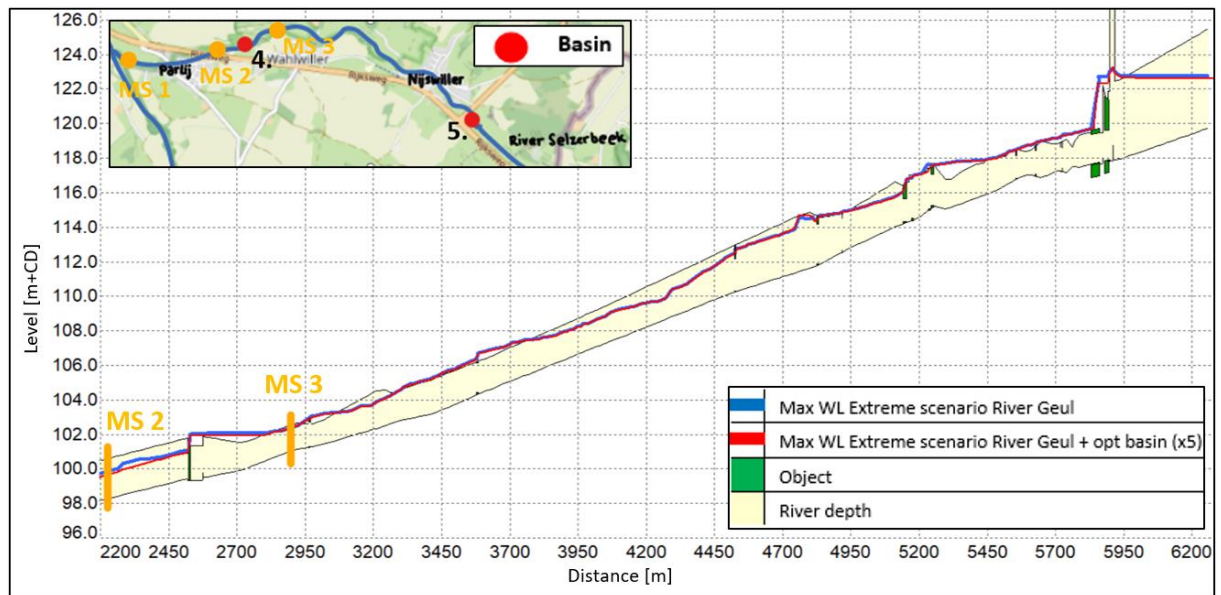 126.0
124.0
122.0
120.0
118.0
116.0
114.0
112.0
110.0
108.0
106.0
104.0
102.0
100.0
98.0
96.0
Level [m+CD]
MS 1
Partij
MS 2
4.
MS 3
Wahlwiller
Rijksweg
Nijswiller
5.
Rijksweg
River Selzerbeek
Basin
MS 2
MS 3
Max WL Extreme scenario River Geul
Max WL Extreme scenario River Geul + opt basin (x5)
Object
River depth
2200 2450 2700 2950 3200 3450 3700 3950 4200 4450 4700 4950 5200 5450 5700 5950 6200
Distance [m]